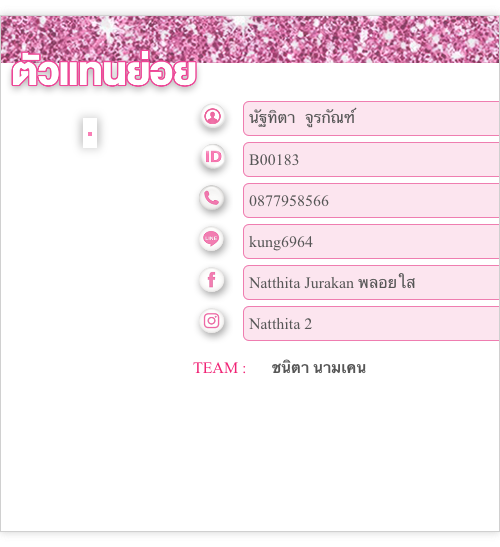 ตัวแทนย่อย
นัฐทิตา จูรกัณฑ์
ID
B00183
0877958566
LINE
kung6964
Natthita Jurakan พลอยใส
Natthita 2
TEAM : ชนิตา นามเคน